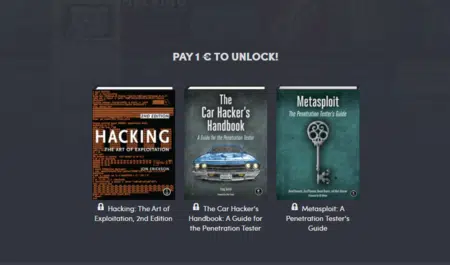 PAY 1 € TO UNLOCK!
2ND EDITION
HACKING
THE ART OF EXPLOITATION
JON ERICKSON
The
Car Hacker's
Handbook
A Guide for the Penetration Tester
Craig Smith
Metasploit
The Penetration Tester's Guide
Hacking: The Art of
Exploitation, 2nd Edition
The Car Hacker's
Handbook: A Guide for
the Penetration Tester
Metasploit: A
Penetration Tester's
Guide